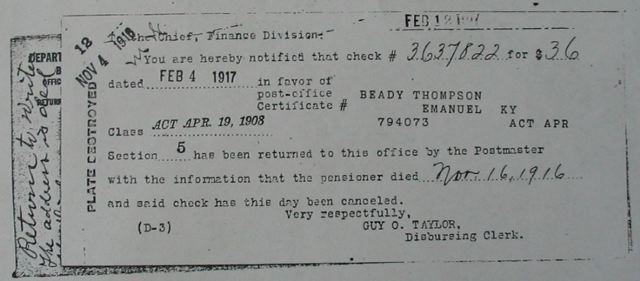 FEB 12 1917
The Chief, Finance Division:
You are hereby notified that check # 3637822 for $36
dated FEB 4 1917 in favor of
post-office BEADY THOMPSON
Certificate # EMANUEL KY
Class ACT APR. 19, 1908 794073 ACT APR
Section 5 has been returned to this office by the Postmaster
with the information that the pensioner died Nov. 16, 1916
and said check has this day been canceled.
Very respectfully,
(D-3) GUY O. TAYLOR,
Disbursing Clerk.
PLATE DESTROYED
NOV 4 1918
18
DEPART
B
OFFIC
RETUR
Return to Writer
The address is dead